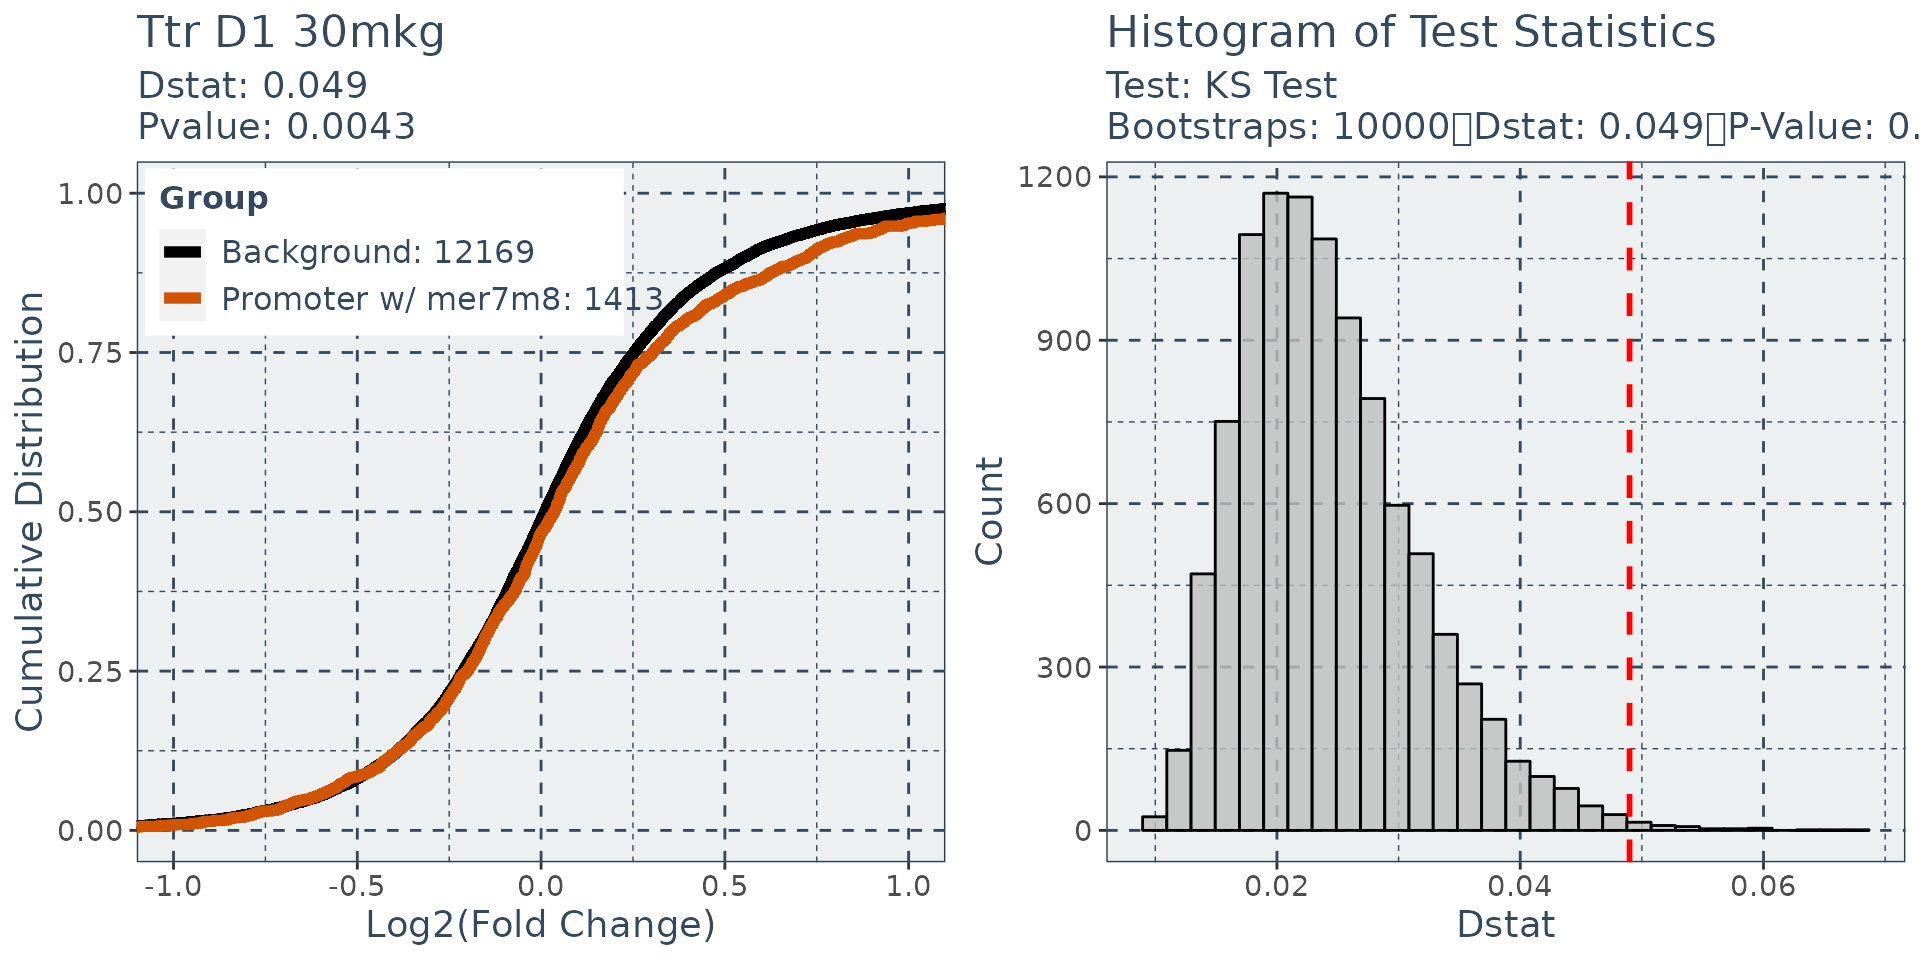 Ttr D1 30mkg
Dstat: 0.049
Pvalue: 0.0043
Group
Background: 12169
Promoter w/ mer7m8: 1413
1.00
0.75
0.50
0.25
0.00
Cumulative Distribution
-1.0 -0.5 0.0 0.5 1.0
Log2(Fold Change)
Histogram of Test Statistics
Test: KS Test
Bootstraps: 10000▯Dstat: 0.049▯P-Value: 0.
1200
900
600
300
0
Count
0.02 0.04 0.06
Dstat